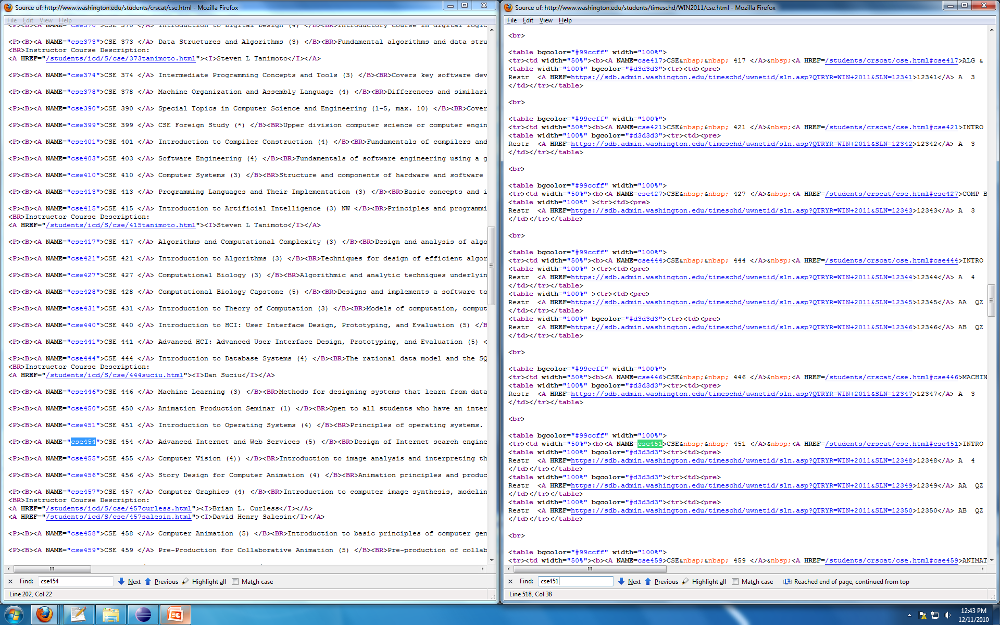 Source of: http://www.washington.edu/students/crscat/cse.html - Mozilla Firefox
File Edit View Help
<P><B><A NAME="cse370">CSE 370 </A> Introduction to Digital Design (4) </B><BR>Introductory course in digital logic
<P><B><A NAME="cse373">CSE 373 </A> Data Structures and Algorithms (3) </B><BR>Fundamental algorithms and data stru
<BR>Instructor Course Description:
<A HREF="/students/icd/S/cse/373tanimoto.html"><I>Steven L Tanimoto</I></A>
<P><B><A NAME="cse374">CSE 374 </A> Intermediate Programming Concepts and Tools (3) </B><BR>Covers key software dev
<P><B><A NAME="cse378">CSE 378 </A> Machine Organization and Assembly Language (4) </B><BR>Differences and similari
<P><B><A NAME="cse390">CSE 390 </A> Special Topics in Computer Science and Engineering (1-5, max. 10) </B><BR>Cover
<P><B><A NAME="cse399">CSE 399 </A> CSE Foreign Study (*) </B><BR>Upper division computer science or computer engin
<P><B><A NAME="cse401">CSE 401 </A> Introduction to Compiler Construction (4) </B><BR>Fundamentals of compilers and
<P><B><A NAME="cse403">CSE 403 </A> Software Engineering (4) </B><BR>Fundamentals of software engineering using a g
<P><B><A NAME="cse410">CSE 410 </A> Computer Systems (3) </B><BR>Structure and components of hardware and software
<P><B><A NAME="cse413">CSE 413 </A> Programming Languages and Their Implementation (3) </B><BR>Basic concepts and i
<P><B><A NAME="cse415">CSE 415 </A> Introduction to Artificial Intelligence (3) NW </B><BR>Principles and programmi
<BR>Instructor Course Description:
<A HREF="/students/icd/S/cse/415tanimoto.html"><I>Steven L Tanimoto</I></A>
<P><B><A NAME="cse417">CSE 417 </A> Algorithms and Computational Complexity (3) </B><BR>Design and analysis of algo
<P><B><A NAME="cse421">CSE 421 </A> Introduction to Algorithms (3) </B><BR>Techniques for design of efficient algor
<P><B><A NAME="cse427">CSE 427 </A> Computational Biology (3) </B><BR>Algorithmic and analytic techniques underlyin
<P><B><A NAME="cse428">CSE 428 </A> Computational Biology Capstone (5) </B><BR>Designs and implements a software to
<P><B><A NAME="cse431">CSE 431 </A> Introduction to Theory of Computation (3) </B><BR>Models of computation, comput
<P><B><A NAME="cse440">CSE 440 </A> Introduction to HCI: User Interface Design, Prototyping, and Evaluation (5) </B
<P><B><A NAME="cse441">CSE 441 </A> Advanced HCI: Advanced User Interface Design, Prototyping, and Evaluation (5) <
<P><B><A NAME="cse444">CSE 444 </A> Introduction to Database Systems (4) </B><BR>The rational data model and the SQ
<BR>Instructor Course Description:
<A HREF="/students/icd/S/cse/444suciu.html"><I>Dan Suciu</I></A>
<P><B><A NAME="cse446">CSE 446 </A> Machine Learning (3) </B><BR>Methods for designing systems that learn from data
<P><B><A NAME="cse450">CSE 450 </A> Animation Production Seminar (1) </B><BR>Open to all students who have an inter
<P><B><A NAME="cse451">CSE 451 </A> Introduction to Operating Systems (4) </B><BR>Principles of operating systems.
<P><B><A NAME="cse454">CSE 454 </A> Advanced Internet and Web Services (5) </B><BR>Design of Internet search engine
<P><B><A NAME="cse455">CSE 455 </A> Computer Vision (4)) </B><BR>Introduction to image analysis and interpreting th
<P><B><A NAME="cse456">CSE 456 </A> Story Design for Computer Animation (4) </B><BR>Animation principles and produc
<P><B><A NAME="cse457">CSE 457 </A> Computer Graphics (4) </B><BR>Introduction to computer image synthesis, modelin
<BR>Instructor Course Description:
<A HREF="/students/icd/S/cse/457curless.html"><I>Brian L. Curless</I></A>
<A HREF="/students/icd/S/cse/457salesin.html"><I>David Henry Salesin</I></A>
<P><B><A NAME="cse458">CSE 458 </A> Computer Animation (5) </B><BR>Introduction to basic principles of computer gen
<P><B><A NAME="cse459">CSE 459 </A> Pre-Production for Collaborative Animation (5) </B><BR>Pre-production of collab
Find: cse454 Next Previous Highlight all Match case
Line 202, Col 22
Source of: http://www.washington.edu/students/timeschd/WIN2011/cse.html - Mozilla Firefox
File Edit View Help
<br>
<table bgcolor="#99ccff" width="100%">
<tr><td width="50%"><b><A NAME=cse417>CSE&nbsp;&nbsp; 417 </A>&nbsp;<A HREF=/students/crscat/cse.html#cse417>ALG &
<table width="100%" bgcolor="#d3d3d3"><tr><td><pre>
Restr  <A HREF=https://sdb.admin.washington.edu/timeschd/uwnetid/sln.asp?QTRYR=WIN+2011&SLN=12341>12341</A> A  3
</td></tr></table>
<br>
<table bgcolor="#99ccff" width="100%">
<tr><td width="50%"><b><A NAME=cse421>CSE&nbsp;&nbsp; 421 </A>&nbsp;<A HREF=/students/crscat/cse.html#cse421>INTRO
<table width="100%" bgcolor="#d3d3d3"><tr><td><pre>
Restr  <A HREF=https://sdb.admin.washington.edu/timeschd/uwnetid/sln.asp?QTRYR=WIN+2011&SLN=12342>12342</A> A  3
</td></tr></table>
<br>
<table bgcolor="#99ccff" width="100%">
<tr><td width="50%"><b><A NAME=cse427>CSE&nbsp;&nbsp; 427 </A>&nbsp;<A HREF=/students/crscat/cse.html#cse427>COMP B
<table width="100%" ><tr><td><pre>
Restr  <A HREF=https://sdb.admin.washington.edu/timeschd/uwnetid/sln.asp?QTRYR=WIN+2011&SLN=12343>12343</A> A  3
</td></tr></table>
<br>
<table bgcolor="#99ccff" width="100%">
<tr><td width="50%"><b><A NAME=cse444>CSE&nbsp;&nbsp; 444 </A>&nbsp;<A HREF=/students/crscat/cse.html#cse444>INTRO
<table width="100%" ><tr><td><pre>
Restr  <A HREF=https://sdb.admin.washington.edu/timeschd/uwnetid/sln.asp?QTRYR=WIN+2011&SLN=12344>12344</A> A  4
</td></tr></table>
<table width="100%" ><tr><td><pre>
Restr  <A HREF=https://sdb.admin.washington.edu/timeschd/uwnetid/sln.asp?QTRYR=WIN+2011&SLN=12345>12345</A> AA  QZ
</td></tr></table>
<table width="100%" bgcolor="#d3d3d3"><tr><td><pre>
Restr  <A HREF=https://sdb.admin.washington.edu/timeschd/uwnetid/sln.asp?QTRYR=WIN+2011&SLN=12346>12346</A> AB  QZ
</td></tr></table>
<br>
<table bgcolor="#99ccff" width="100%">
<tr><td width="50%"><b><A NAME=cse446>CSE&nbsp;&nbsp; 446 </A>&nbsp;<A HREF=/students/crscat/cse.html#cse446>MACHIN
<table width="100%" bgcolor="#d3d3d3"><tr><td><pre>
Restr  <A HREF=https://sdb.admin.washington.edu/timeschd/uwnetid/sln.asp?QTRYR=WIN+2011&SLN=12347>12347</A> A  3
</td></tr></table>
<br>
<table bgcolor="#99ccff" width="100%">
<tr><td width="50%"><b><A NAME=cse451>CSE&nbsp;&nbsp; 451 </A>&nbsp;<A HREF=/students/crscat/cse.html#cse451>INTRO
<table width="100%" bgcolor="#d3d3d3"><tr><td><pre>
Restr  <A HREF=https://sdb.admin.washington.edu/timeschd/uwnetid/sln.asp?QTRYR=WIN+2011&SLN=12348>12348</A> A  4
</td></tr></table>
<table width="100%" bgcolor="#d3d3d3"><tr><td><pre>
Restr  <A HREF=https://sdb.admin.washington.edu/timeschd/uwnetid/sln.asp?QTRYR=WIN+2011&SLN=12349>12349</A> AA  QZ
</td></tr></table>
<table width="100%" bgcolor="#d3d3d3"><tr><td><pre>
Restr  <A HREF=https://sdb.admin.washington.edu/timeschd/uwnetid/sln.asp?QTRYR=WIN+2011&SLN=12350>12350</A> AB  QZ
</td></tr></table>
<br>
<table bgcolor="#99ccff" width="100%">
<tr><td width="50%"><b><A NAME=cse459>CSE&nbsp;&nbsp; 459 </A>&nbsp;<A HREF=/students/crscat/cse.html#cse459>ANIMAT
Find: cse451 Next Previous Highlight all Match case Reached end of page, continued from top
Line 518, Col 38
12:43 PM
12/11/2010